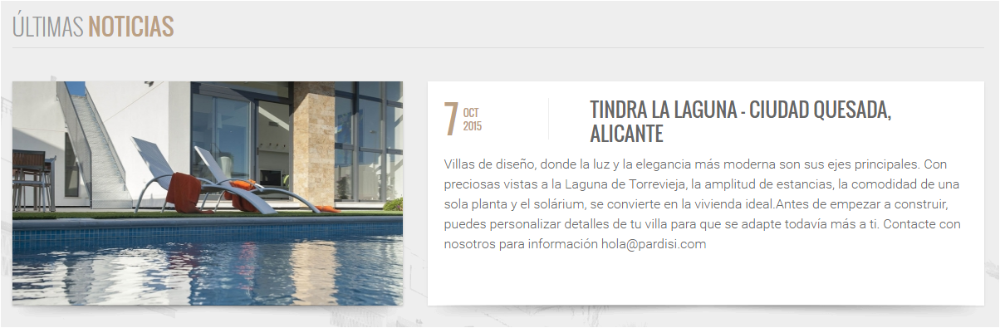 ÚLTIMAS NOTICIAS
7 OCT
2015
TINDRA LA LAGUNA - CIUDAD QUESADA,
ALICANTE
Villas de diseño, donde la luz y la elegancia más moderna son sus ejes principales. Con
preciosas vistas a la Laguna de Torrevieja, la amplitud de estancias, la comodidad de una
sola planta y el solárium, se convierte en la vivienda ideal.Antes de empezar a construir,
puedes personalizar detalles de tu villa para que se adapte todavía más a ti. Contacte con
nosotros para información hola@pardisi.com